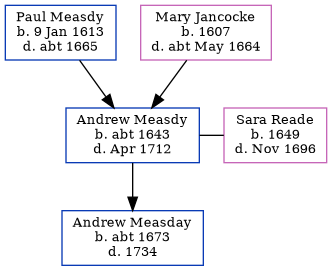 Paul Measdy
b. 9 Jan 1613
d. abt 1665
Mary Jancocke
b. 1607
d. abt May 1664
Andrew Measdy
b. abt 1643
d. Apr 1712
Sara Reade
b. 1649
d. Nov 1696
Andrew Measday
b. abt 1673
d. 1734